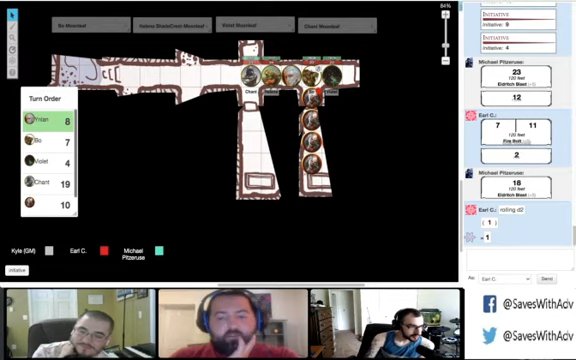 84%
Bo Moonleaf
Helena ShadeCrest-Moonleaf
Violet Moonleaf
Chant Moonleaf
INITIATIVE
9
INITIATIVE
4
Michael Pitzeruse:
23
120 feet
Eldritch Blast
12
Earl C.:
7 11
120 feet
Fire Bolt
2
Michael Pitzeruse:
18
120 feet
Eldritch Blast
Earl C.: rolling d2
( 1 )
= 1
Turn Order
8
Bo 7
Violet 4
Chant 19
10
Chant
Kyle (GM)
Earl C.
Michael
Pitzeruse
Initiative
As: Earl C.
Send
@SavesWithAdv
@SavesWithAdv